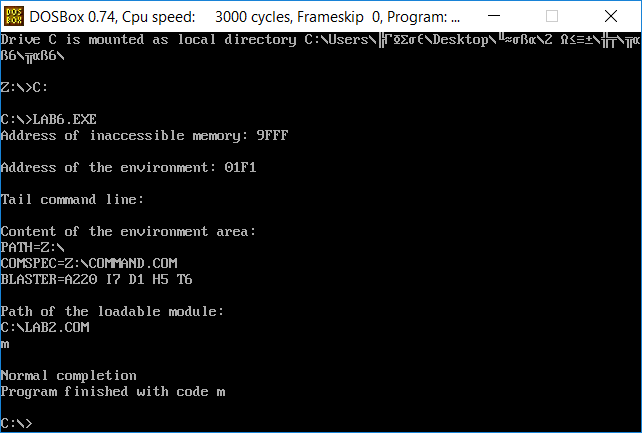 DOSBox 0.74, Cpu speed: 3000 cycles, Frameskip 0, Program: ...
Drive C is mounted as local directory C:\Users\╠Γ⌡Σσ∈\Desktop\╙≈σßα\2 Ω≤≡±\╬╤\╦α
ß6\╦αß6\
Z:\>C:
C:\>LAB6.EXE
Address of inaccessible memory: 9FFF
Address of the environment: 01F1
Tail command line:
Content of the environment area:
PATH=Z:\
COMSPEC=Z:\COMMAND.COM
BLASTER=A220 I7 D1 H5 T6
Path of the loadable module:
C:\LAB2.COM
m
Normal completion
Program finished with code m
C:\>